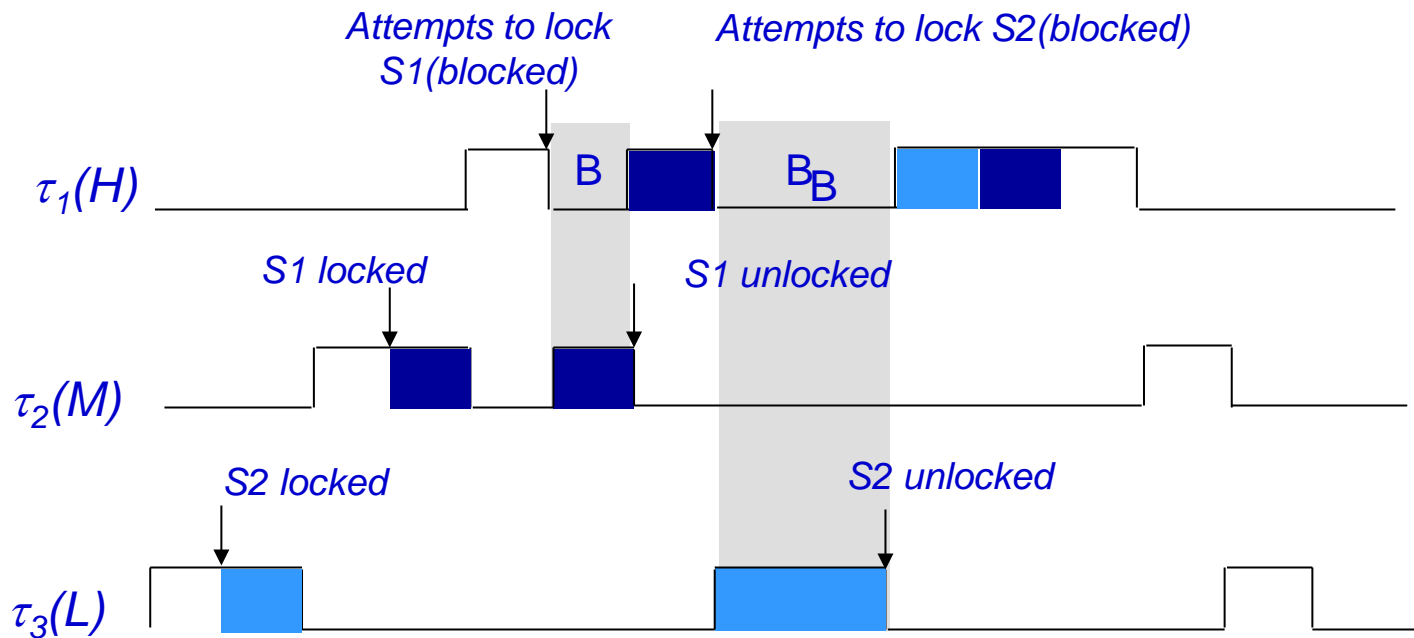 Attempts to lock
S1(blocked)
Attempts to lock S2(blocked)
τ1(H)
B
BB
S1 locked
S1 unlocked
τ2(M)
S2 locked
S2 unlocked
τ3(L)